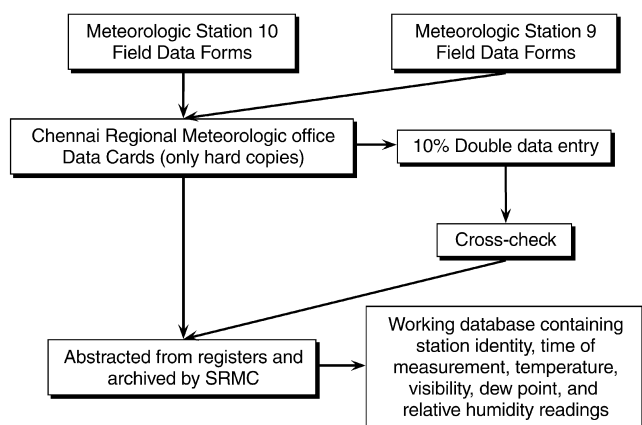 Meteorologic Station 10
Field Data Forms
Meteorologic Station 9
Field Data Forms
Chennai Regional Meteorologic office
Data Cards (only hard copies)
10% Double data entry
Cross-check
Abstracted from registers and
archived by SRMC
Working database containing
station identity, time of
measurement, temperature,
visibility, dew point, and
relative humidity readings